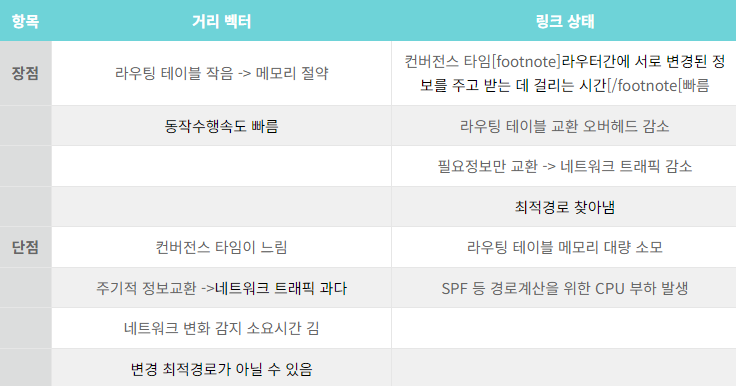 항목 거리 벡터 링크 상태
장점 라우팅 테이블 작음 -> 메모리 절약 컨버전스 타임[footnote]라우터간에 서로 변경된 정
보를 주고 받는 데 걸리는 시간[/footnote[빠름
동작수행속도 빠름 라우팅 테이블 교환 오버헤드 감소
필요정보만 교환 -> 네트워크 트래픽 감소
최적경로 찾아냄
단점 컨버전스 타임이 느림 라우팅 테이블 메모리 대량 소모
주기적 정보교환 ->네트워크 트래픽 과다 SPF 등 경로계산을 위한 CPU 부하 발생
네트워크 변화 감지 소요시간 김
변경 최적경로가 아닐 수 있음